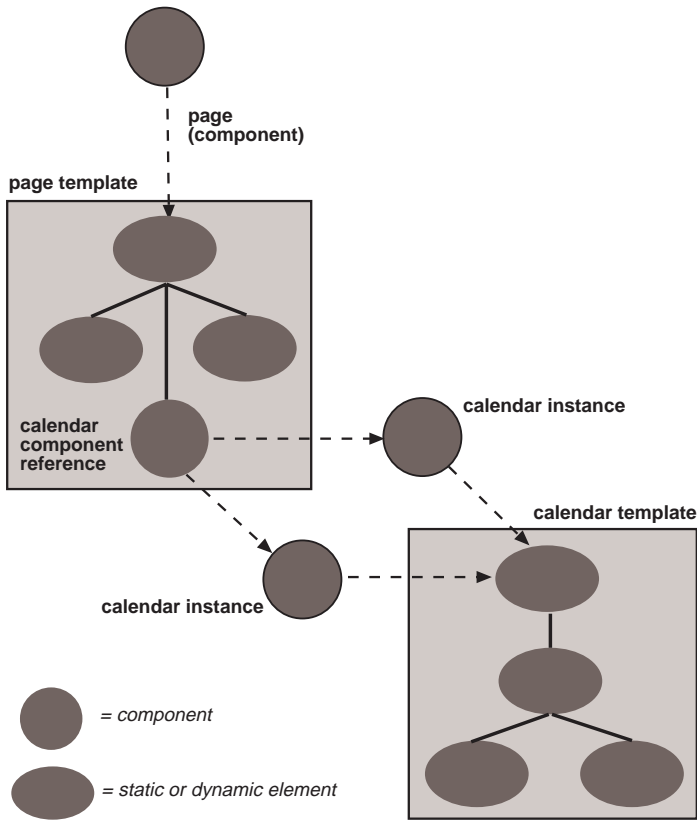 page
(component)
page template
calendar
component
reference
calendar instance
calendar template
calendar instance
= component
= static or dynamic element